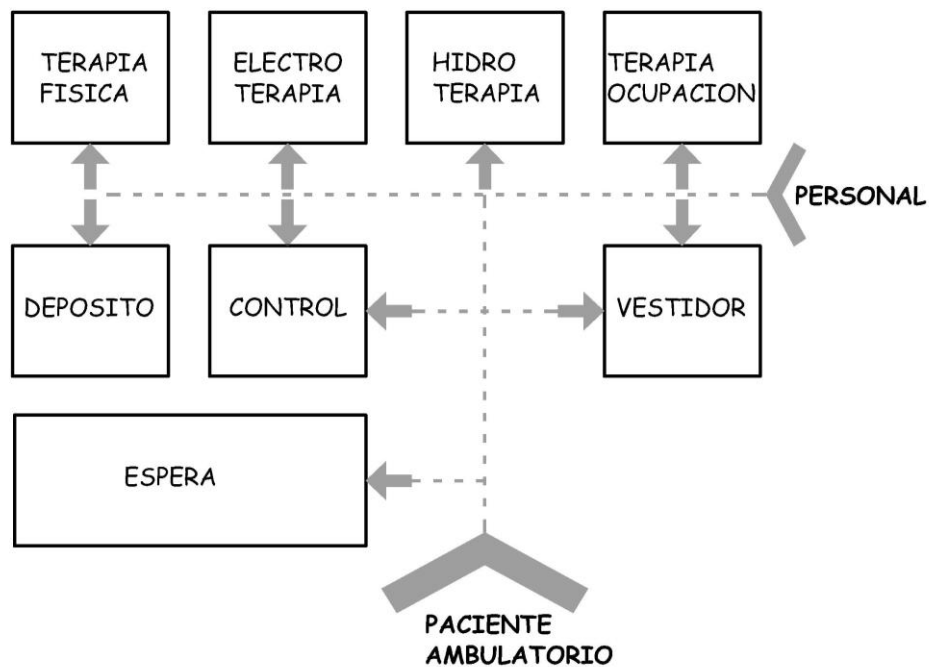 TERAPIA
FISICA
ELECTRO
TERAPIA
HIDRO
TERAPIA
TERAPIA
OCUPACION
PERSONAL
DEPOSITO
CONTROL
VESTIDOR
ESPERA
PACIENTE
AMBULATORIO